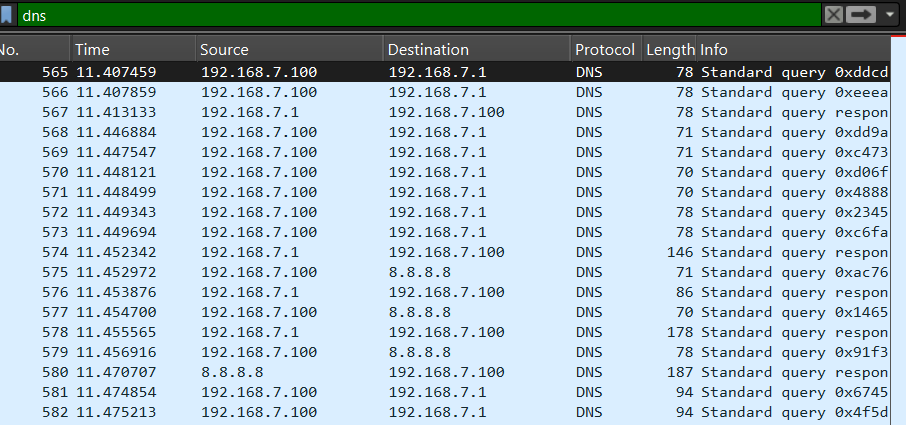 dns
No. Time Source Destination Protocol Length Info
565 11.407459 192.168.7.100 192.168.7.1 DNS 78 Standard query 0xddcd
566 11.407859 192.168.7.100 192.168.7.1 DNS 78 Standard query 0xeeea
567 11.413133 192.168.7.1 192.168.7.100 DNS 78 Standard query respon
568 11.446884 192.168.7.100 192.168.7.1 DNS 71 Standard query 0xdd9a
569 11.447547 192.168.7.100 192.168.7.1 DNS 71 Standard query 0xc473
570 11.448121 192.168.7.100 192.168.7.1 DNS 70 Standard query 0xd06f
571 11.448499 192.168.7.100 192.168.7.1 DNS 70 Standard query 0x4888
572 11.449343 192.168.7.100 192.168.7.1 DNS 78 Standard query 0x2345
573 11.449694 192.168.7.100 192.168.7.1 DNS 78 Standard query 0xc6fa
574 11.452342 192.168.7.1 192.168.7.100 DNS 146 Standard query respon
575 11.452972 192.168.7.100 8.8.8.8 DNS 71 Standard query 0xac76
576 11.453876 192.168.7.1 192.168.7.100 DNS 86 Standard query respon
577 11.454700 192.168.7.100 8.8.8.8 DNS 70 Standard query 0x1465
578 11.455565 192.168.7.1 192.168.7.100 DNS 178 Standard query respon
579 11.456916 192.168.7.100 8.8.8.8 DNS 78 Standard query 0x91f3
580 11.470707 8.8.8.8 192.168.7.100 DNS 187 Standard query respon
581 11.474854 192.168.7.100 192.168.7.1 DNS 94 Standard query 0x6745
582 11.475213 192.168.7.100 192.168.7.1 DNS 94 Standard query 0x4f5d